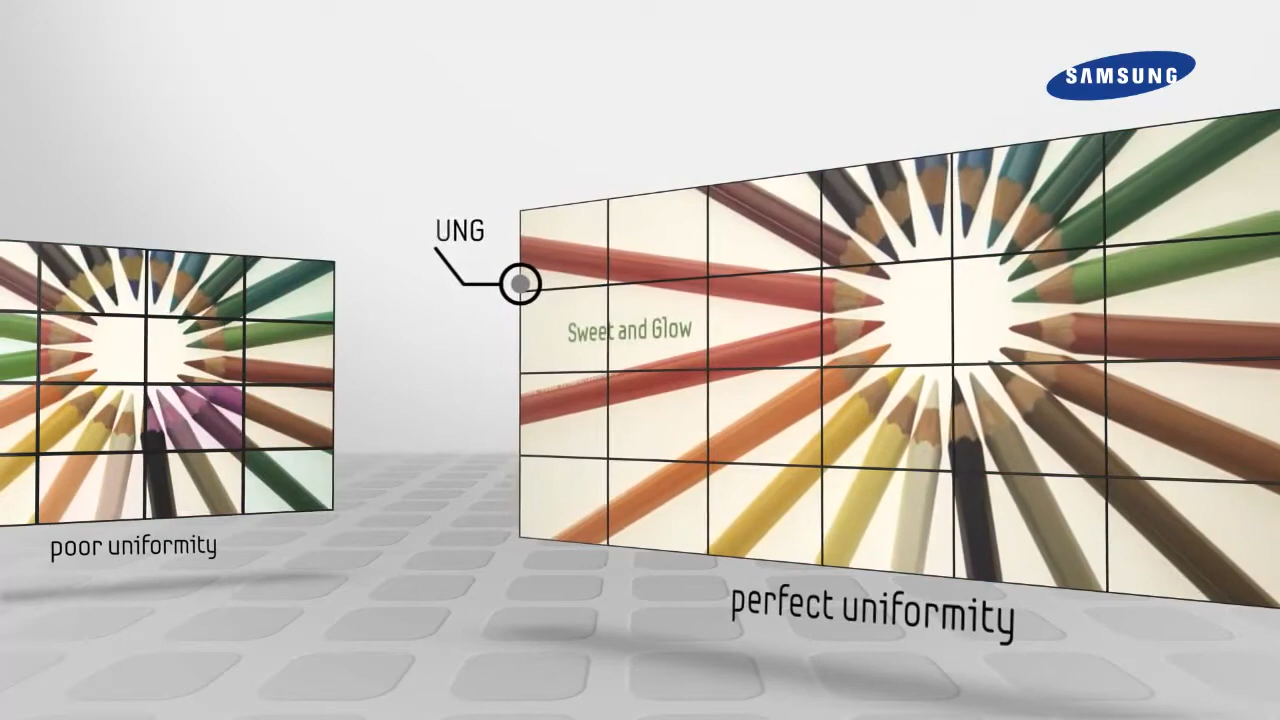 SAMSUNG
UNG
Sweet and Glow
poor uniformity
perfect uniformity